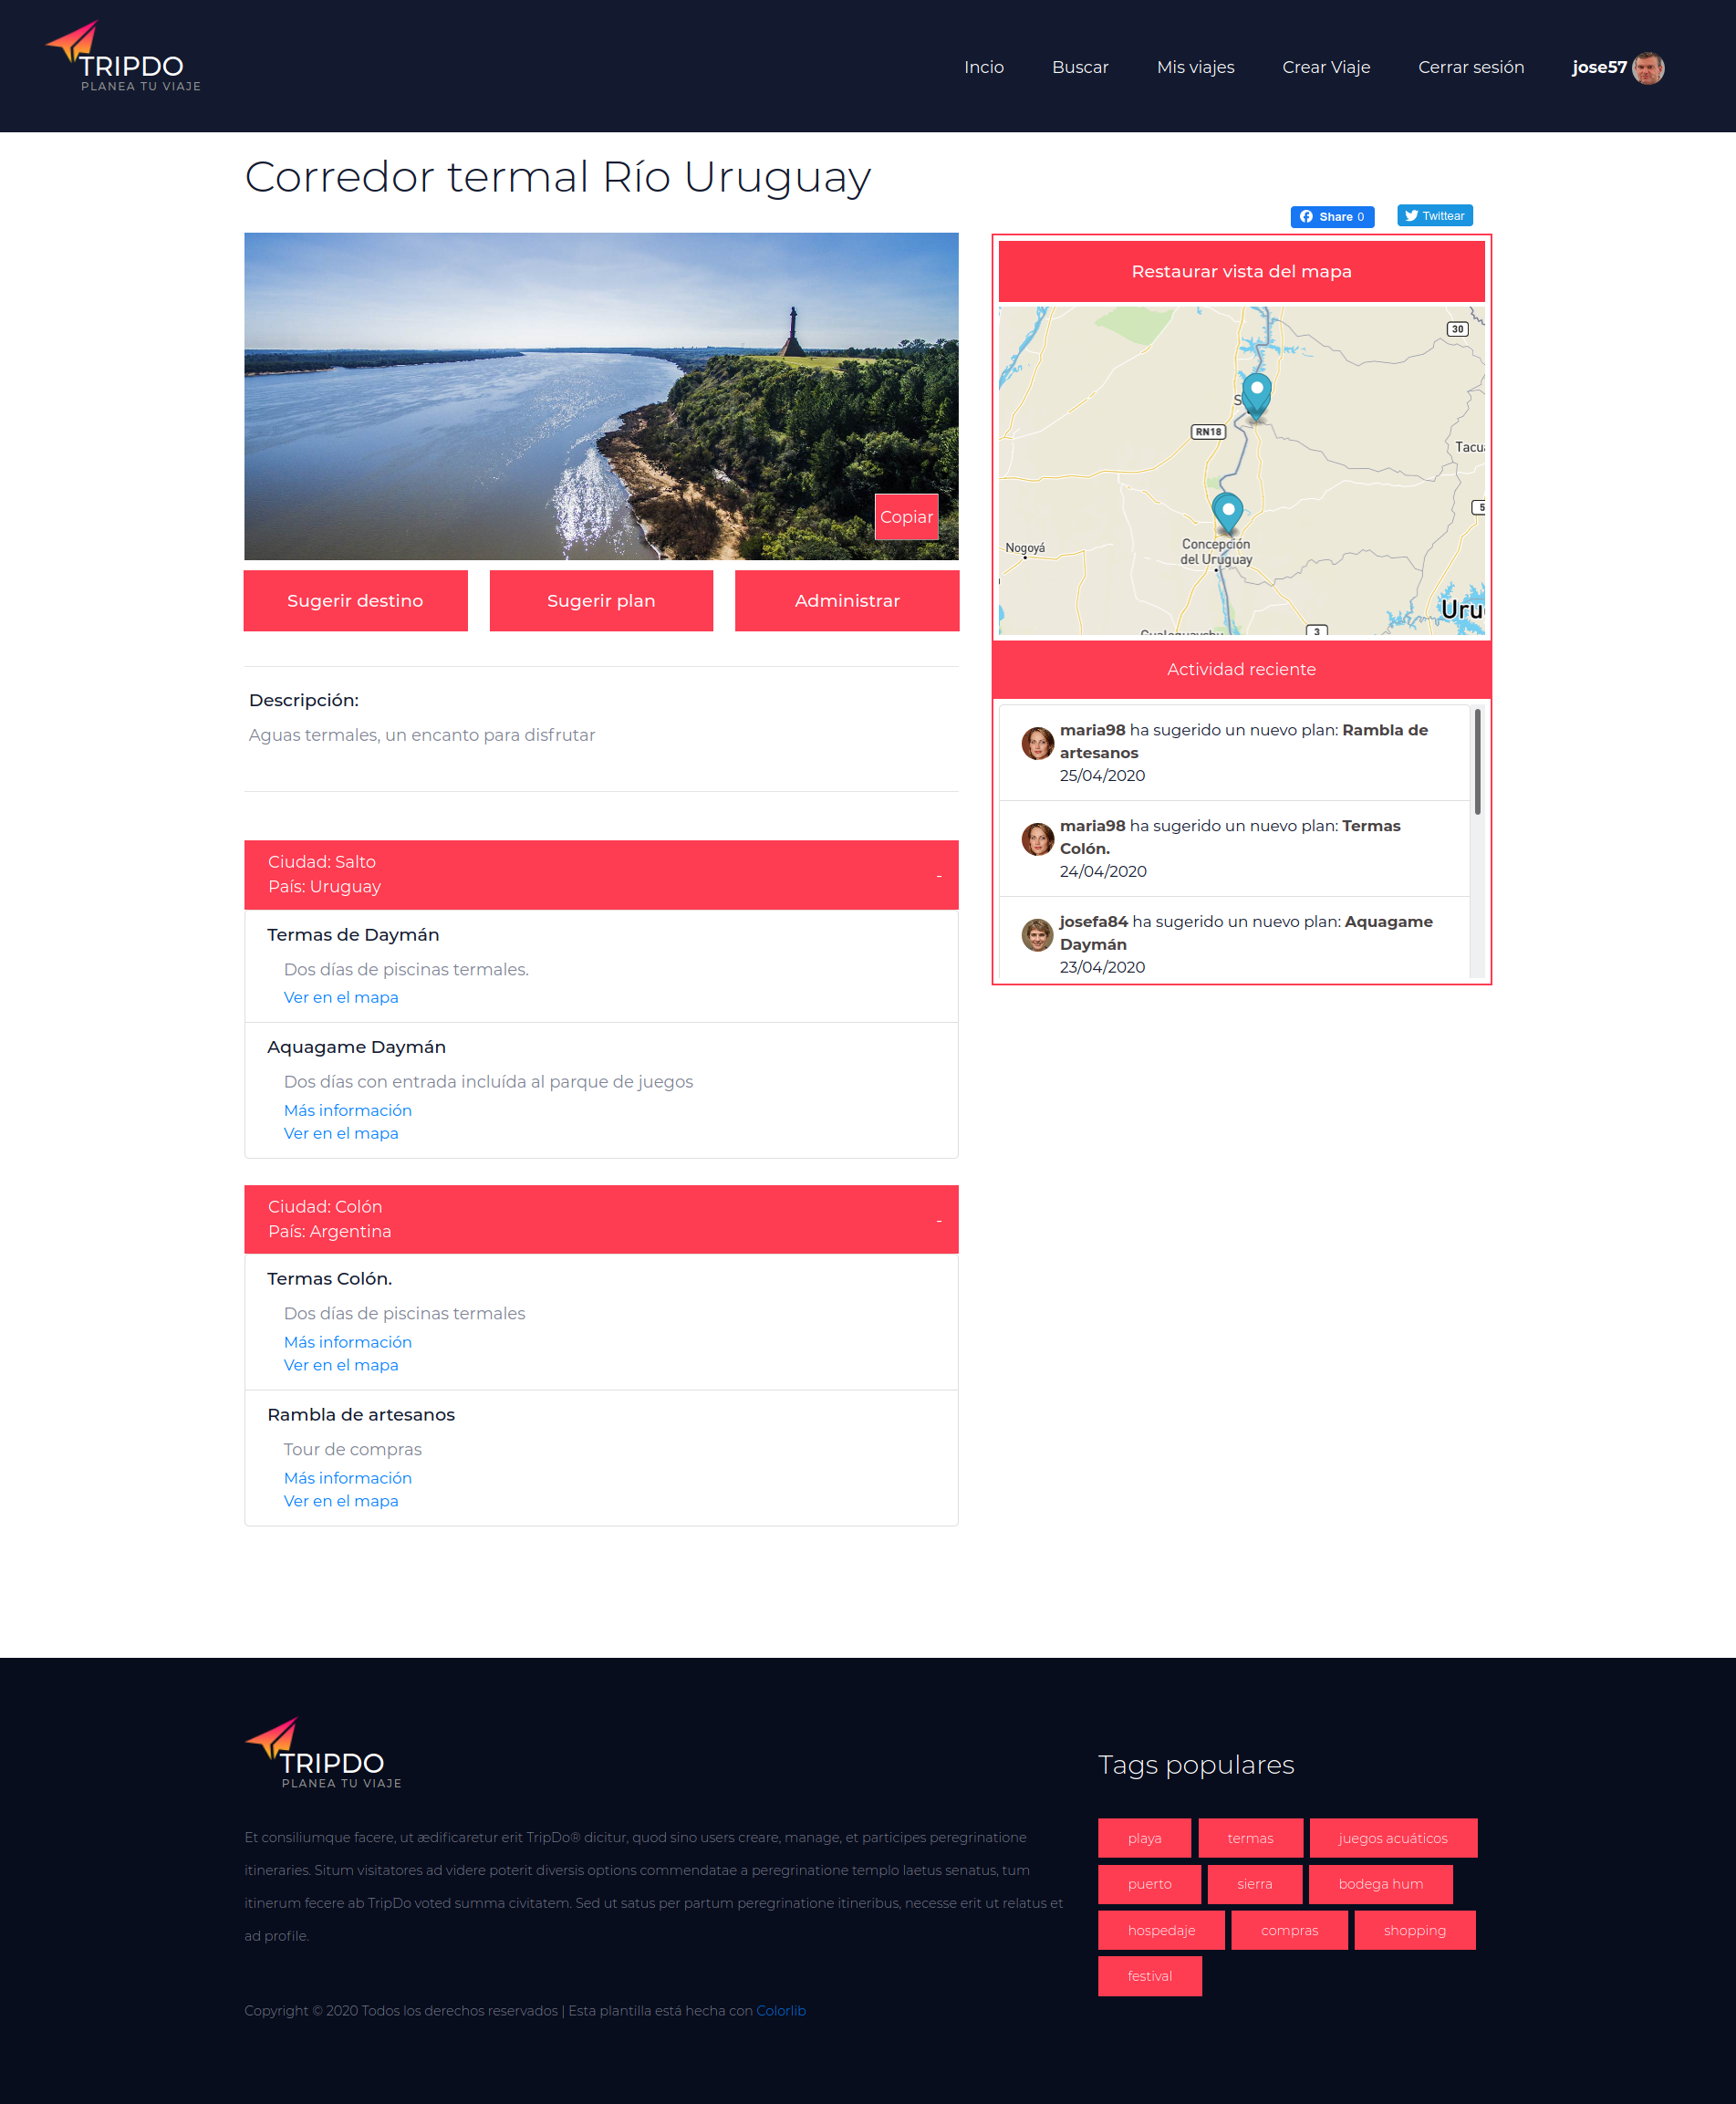 TRIPDO
PLANEA TU VIAJE
Incio
Buscar
Mis viajes
Crear Viaje
Cerrar sesión
jose57
Corredor termal Río Uruguay
Share 0
Twittear
Copiar
Sugerir destino
Sugerir plan
Administrar
Descripción:
Aguas termales, un encanto para disfrutar
Ciudad: Salto
País: Uruguay
-
Termas de Daymán
Dos días de piscinas termales.
Ver en el mapa
Aquagame Daymán
Dos días con entrada incluída al parque de juegos
Más información
Ver en el mapa
Ciudad: Colón
País: Argentina
-
Termas Colón.
Dos días de piscinas termales
Más información
Ver en el mapa
Rambla de artesanos
Tour de compras
Más información
Ver en el mapa
Restaurar vista del mapa
30
S
RN18
Tacu
5
Nogoyá
Concepción
del Uruguay
Uru
3
Actividad reciente
maria98 ha sugerido un nuevo plan: Rambla de
artesanos
25/04/2020
maria98 ha sugerido un nuevo plan: Termas
Colón.
24/04/2020
josefa84 ha sugerido un nuevo plan: Aquagame
Daymán
23/04/2020
TRIPDO
PLANEA TU VIAJE
Et consiliumque facere, ut ædificaretur erit TripDo® dicitur, quod sino users creare, manage, et participes peregrinatione
itineraries. Situm visitatores ad videre poterit diversis options commendatae a peregrinatione templo laetus senatus, tum
itinerum fecere ab TripDo voted summa civitatem. Sed ut satus per partum peregrinatione itineribus, necesse erit ut relatus et
ad profile.
Copyright © 2020 Todos los derechos reservados | Esta plantilla está hecha con Colorlib
Tags populares
playa
termas
juegos acuáticos
puerto
sierra
bodega hum
hospedaje
compras
shopping
festival